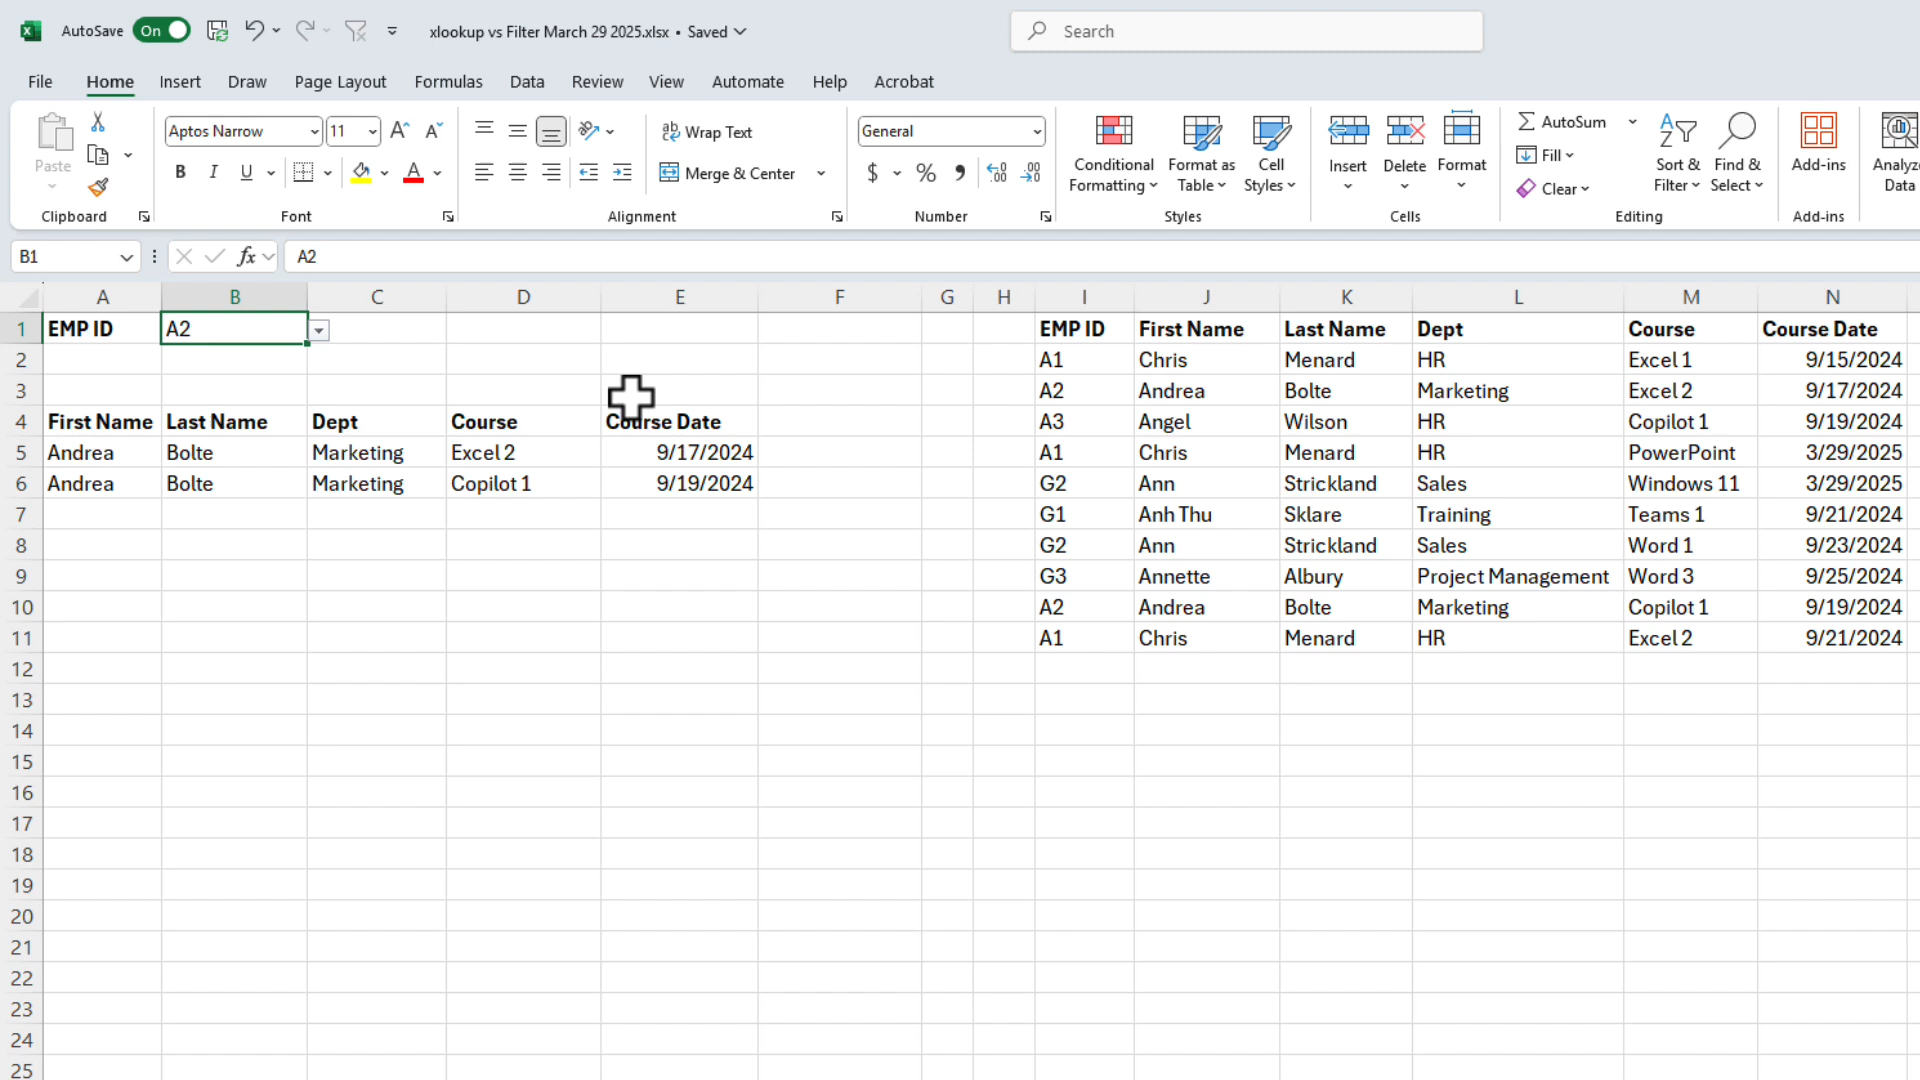 AutoSave On xlookup vs Filter March 29 2025.xlsx • Saved Search
File Home Insert Draw Page Layout Formulas Data Review View Automate Help Acrobat
Paste
Clipboard
Aptos Narrow 11
B I U
Font
Wrap Text
Merge & Center
Alignment
General
$ % ,
Number
Conditional Formatting
Format as Table
Cell Styles
Styles
Insert
Delete
Format
Cells
AutoSum
Fill
Clear
Sort & Filter
Find & Select
Editing
Add-ins
Add-ins
Analyze Data
B1 fx A2
A B C D E F G H I J K L M N
1 EMP ID A2 EMP ID First Name Last Name Dept Course Course Date
2 A1 Chris Menard HR Excel 1 9/15/2024
3 A2 Andrea Bolte Marketing Excel 2 9/17/2024
4 First Name Last Name Dept Course Course Date A3 Angel Wilson HR Copilot 1 9/19/2024
5 Andrea Bolte Marketing Excel 2 9/17/2024 A1 Chris Menard HR PowerPoint 3/29/2025
6 Andrea Bolte Marketing Copilot 1 9/19/2024 G2 Ann Strickland Sales Windows 11 3/29/2025
7 G1 Anh Thu Sklare Training Teams 1 9/21/2024
8 G2 Ann Strickland Sales Word 1 9/23/2024
9 G3 Annette Albury Project Management Word 3 9/25/2024
10 A2 Andrea Bolte Marketing Copilot 1 9/19/2024
11 A1 Chris Menard HR Excel 2 9/21/2024
12
13
14
15
16
17
18
19
20
21
22
23
24
25